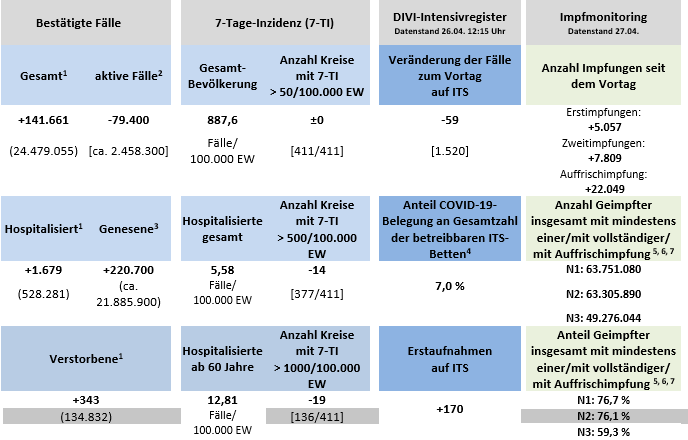 Bestätigte Fälle
7-Tage-Inzidenz (7-TI)
DIVI-Intensivregister
Datenstand 26.04. 12:15 Uhr
Impfmonitoring
Datenstand 27.04.
Gesamt¹
aktive Fälle²
Gesamt-
Bevölkerung
Anzahl Kreise
mit 7-TI
> 50/100.000 EW
Veränderung der Fälle
zum Vortag
auf ITS
Anzahl Impfungen seit
dem Vortag
+141.661
-79.400
887,6
±0
-59
Erstimpfungen:
+5.057
(24.479.055)
[ca. 2.458.300]
Fälle/
100.000 EW
[411/411]
[1.520]
Zweitimpfungen:
+7.809
Auffrischimpfung:
+22.049
Hospitalisiert¹
Genesene³
Hospitalisierte
gesamt
Anzahl Kreise
mit 7-TI
> 500/100.000
EW
Anteil COVID-19-
Belegung an Gesamtzahl
der betreibbaren ITS-
Betten⁴
Anzahl Geimpfter
insgesamt mit mindestens
einer/mit vollständiger/
mit Auffrischimpfung ⁵, ⁶, ⁷
+1.679
+220.700
5,58
-14
7,0 %
N1: 63.751.080
(528.281)
(ca.
21.885.900)
Fälle/
100.000 EW
[377/411]
N2: 63.305.890
N3: 49.276.044
Verstorbene¹
Hospitalisierte
ab 60 Jahre
Anzahl Kreise
mit 7-TI
> 1000/100.000
EW
Erstaufnahmen
auf ITS
Anteil Geimpfter
insgesamt mit mindestens
einer/mit vollständiger/
mit Auffrischimpfung ⁵, ⁶, ⁷
+343
12,81
-19
+170
N1: 76,7 %
(134.832)
Fälle/
100.000 EW
[136/411]
N2: 76,1 %
N3: 59,3 %